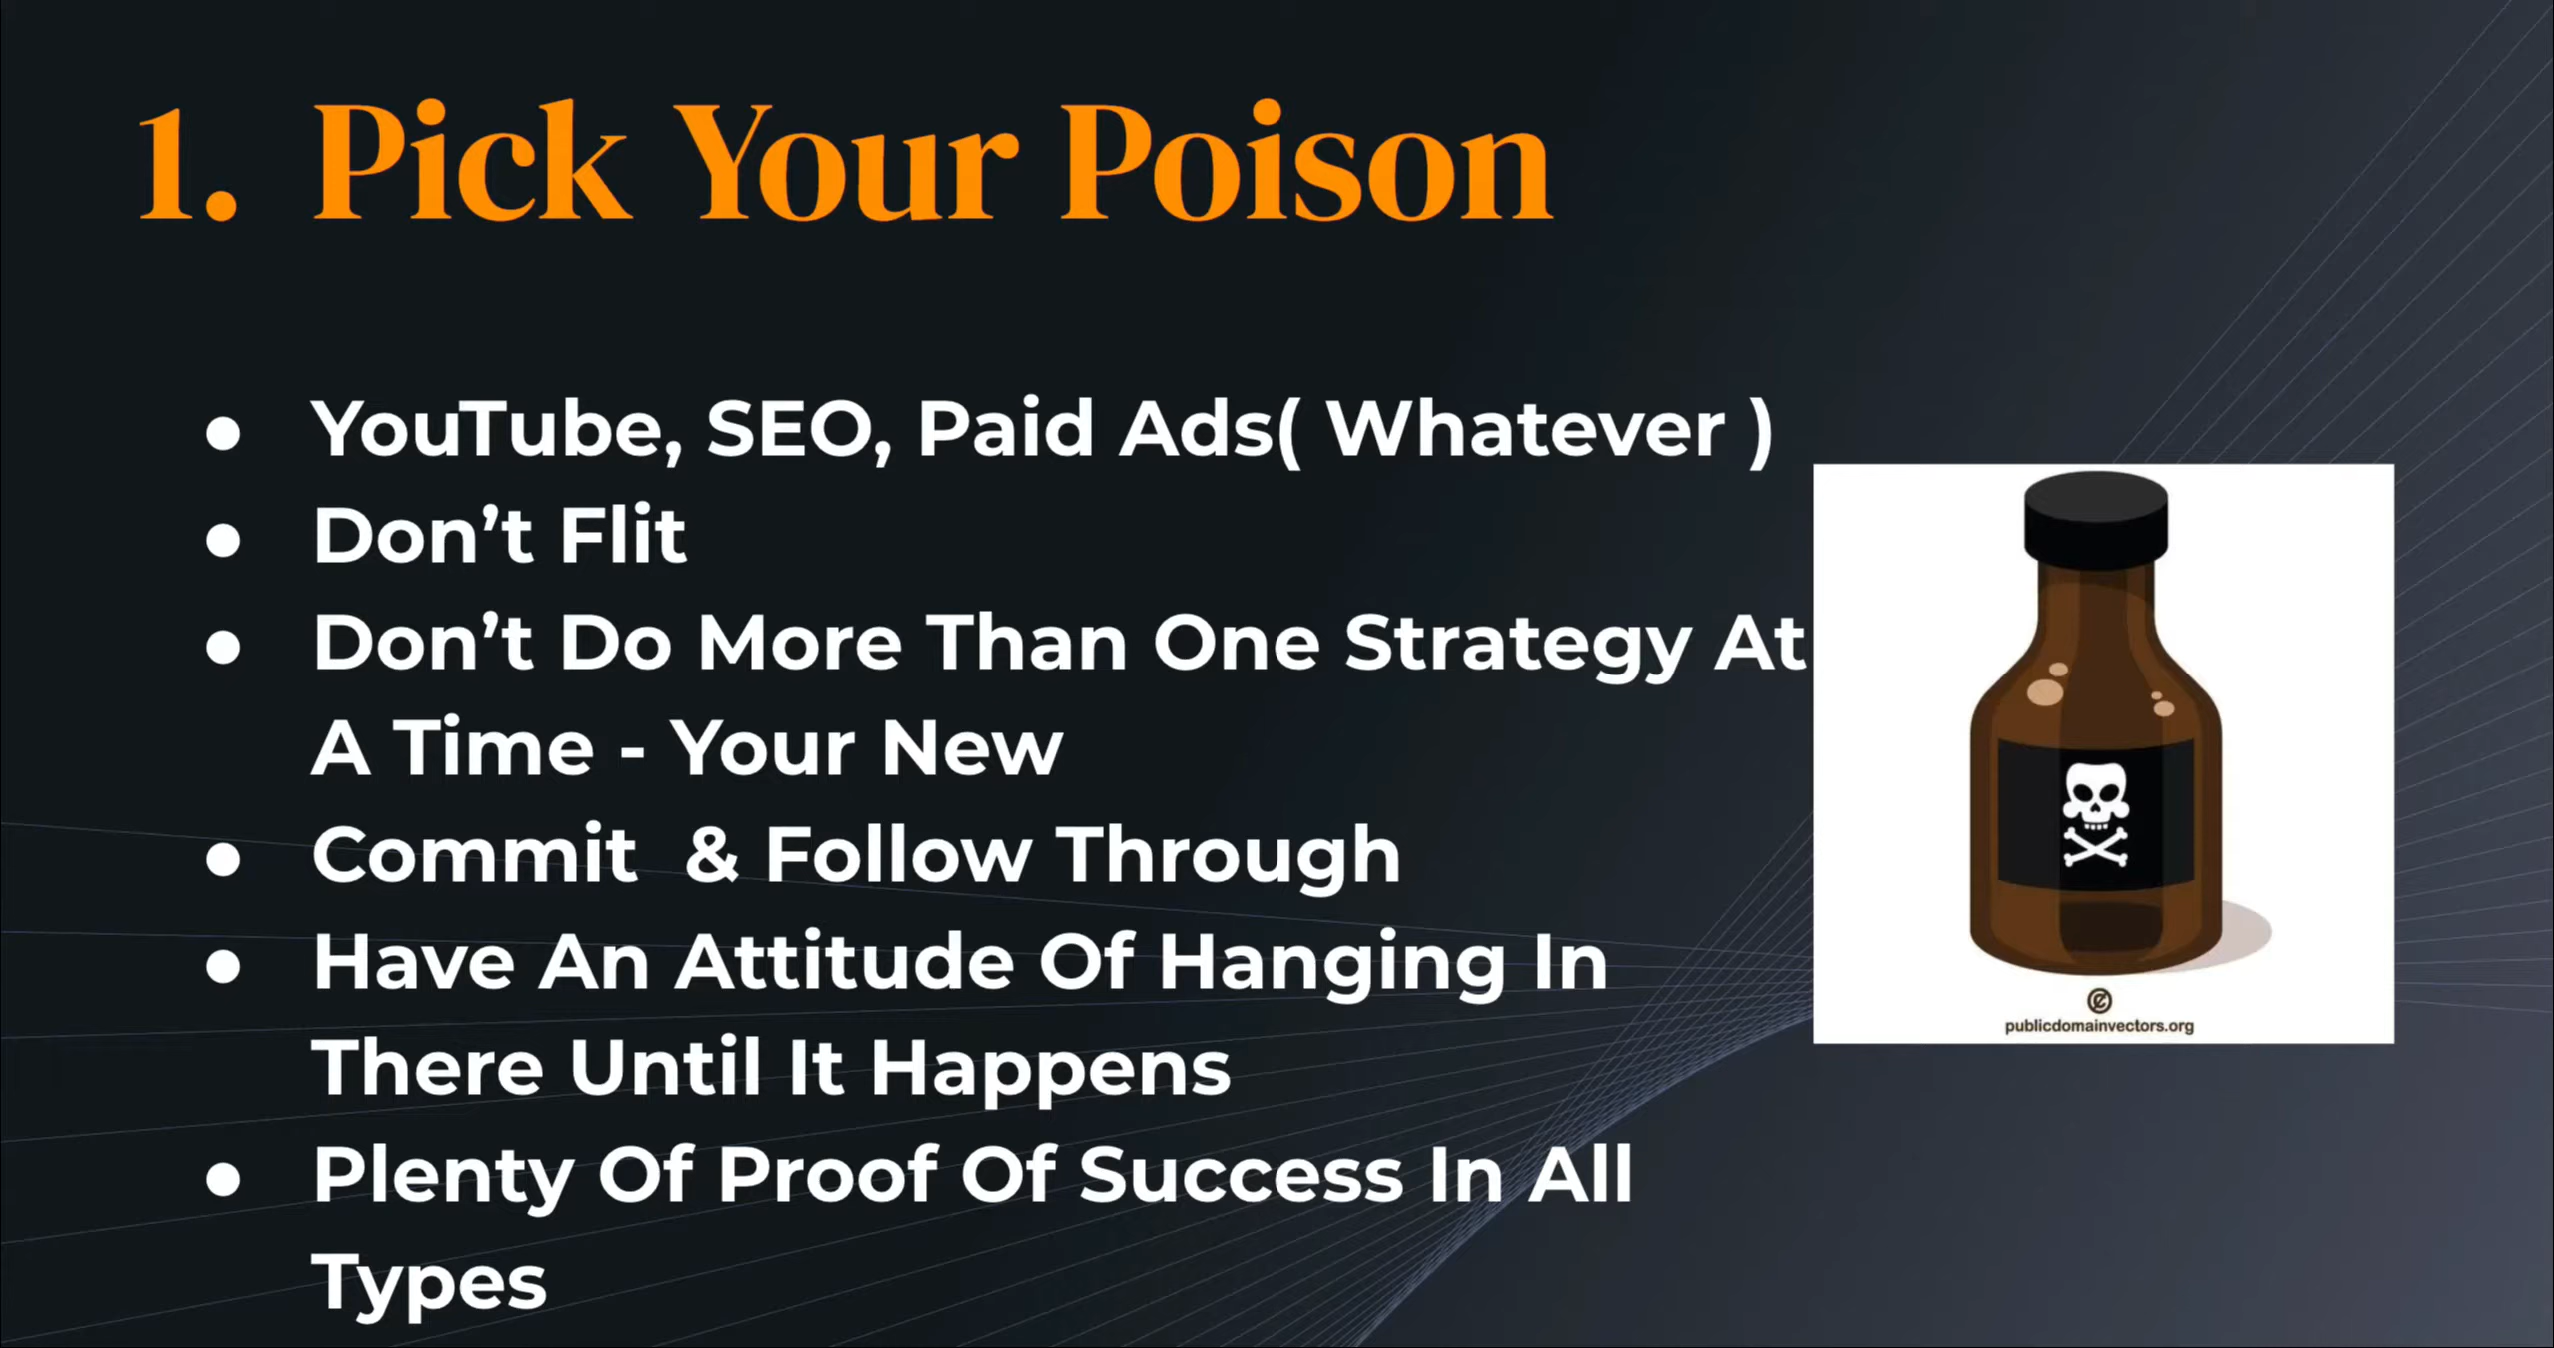 1. Pick Your Poison
● YouTube, SEO, Paid Ads( Whatever )
● Don’t Flit
● Don’t Do More Than One Strategy At
A Time - Your New
● Commit  & Follow Through
● Have An Attitude Of Hanging In
There Until It Happens
● Plenty Of Proof Of Success In All
Types
publicdomainvectors.org